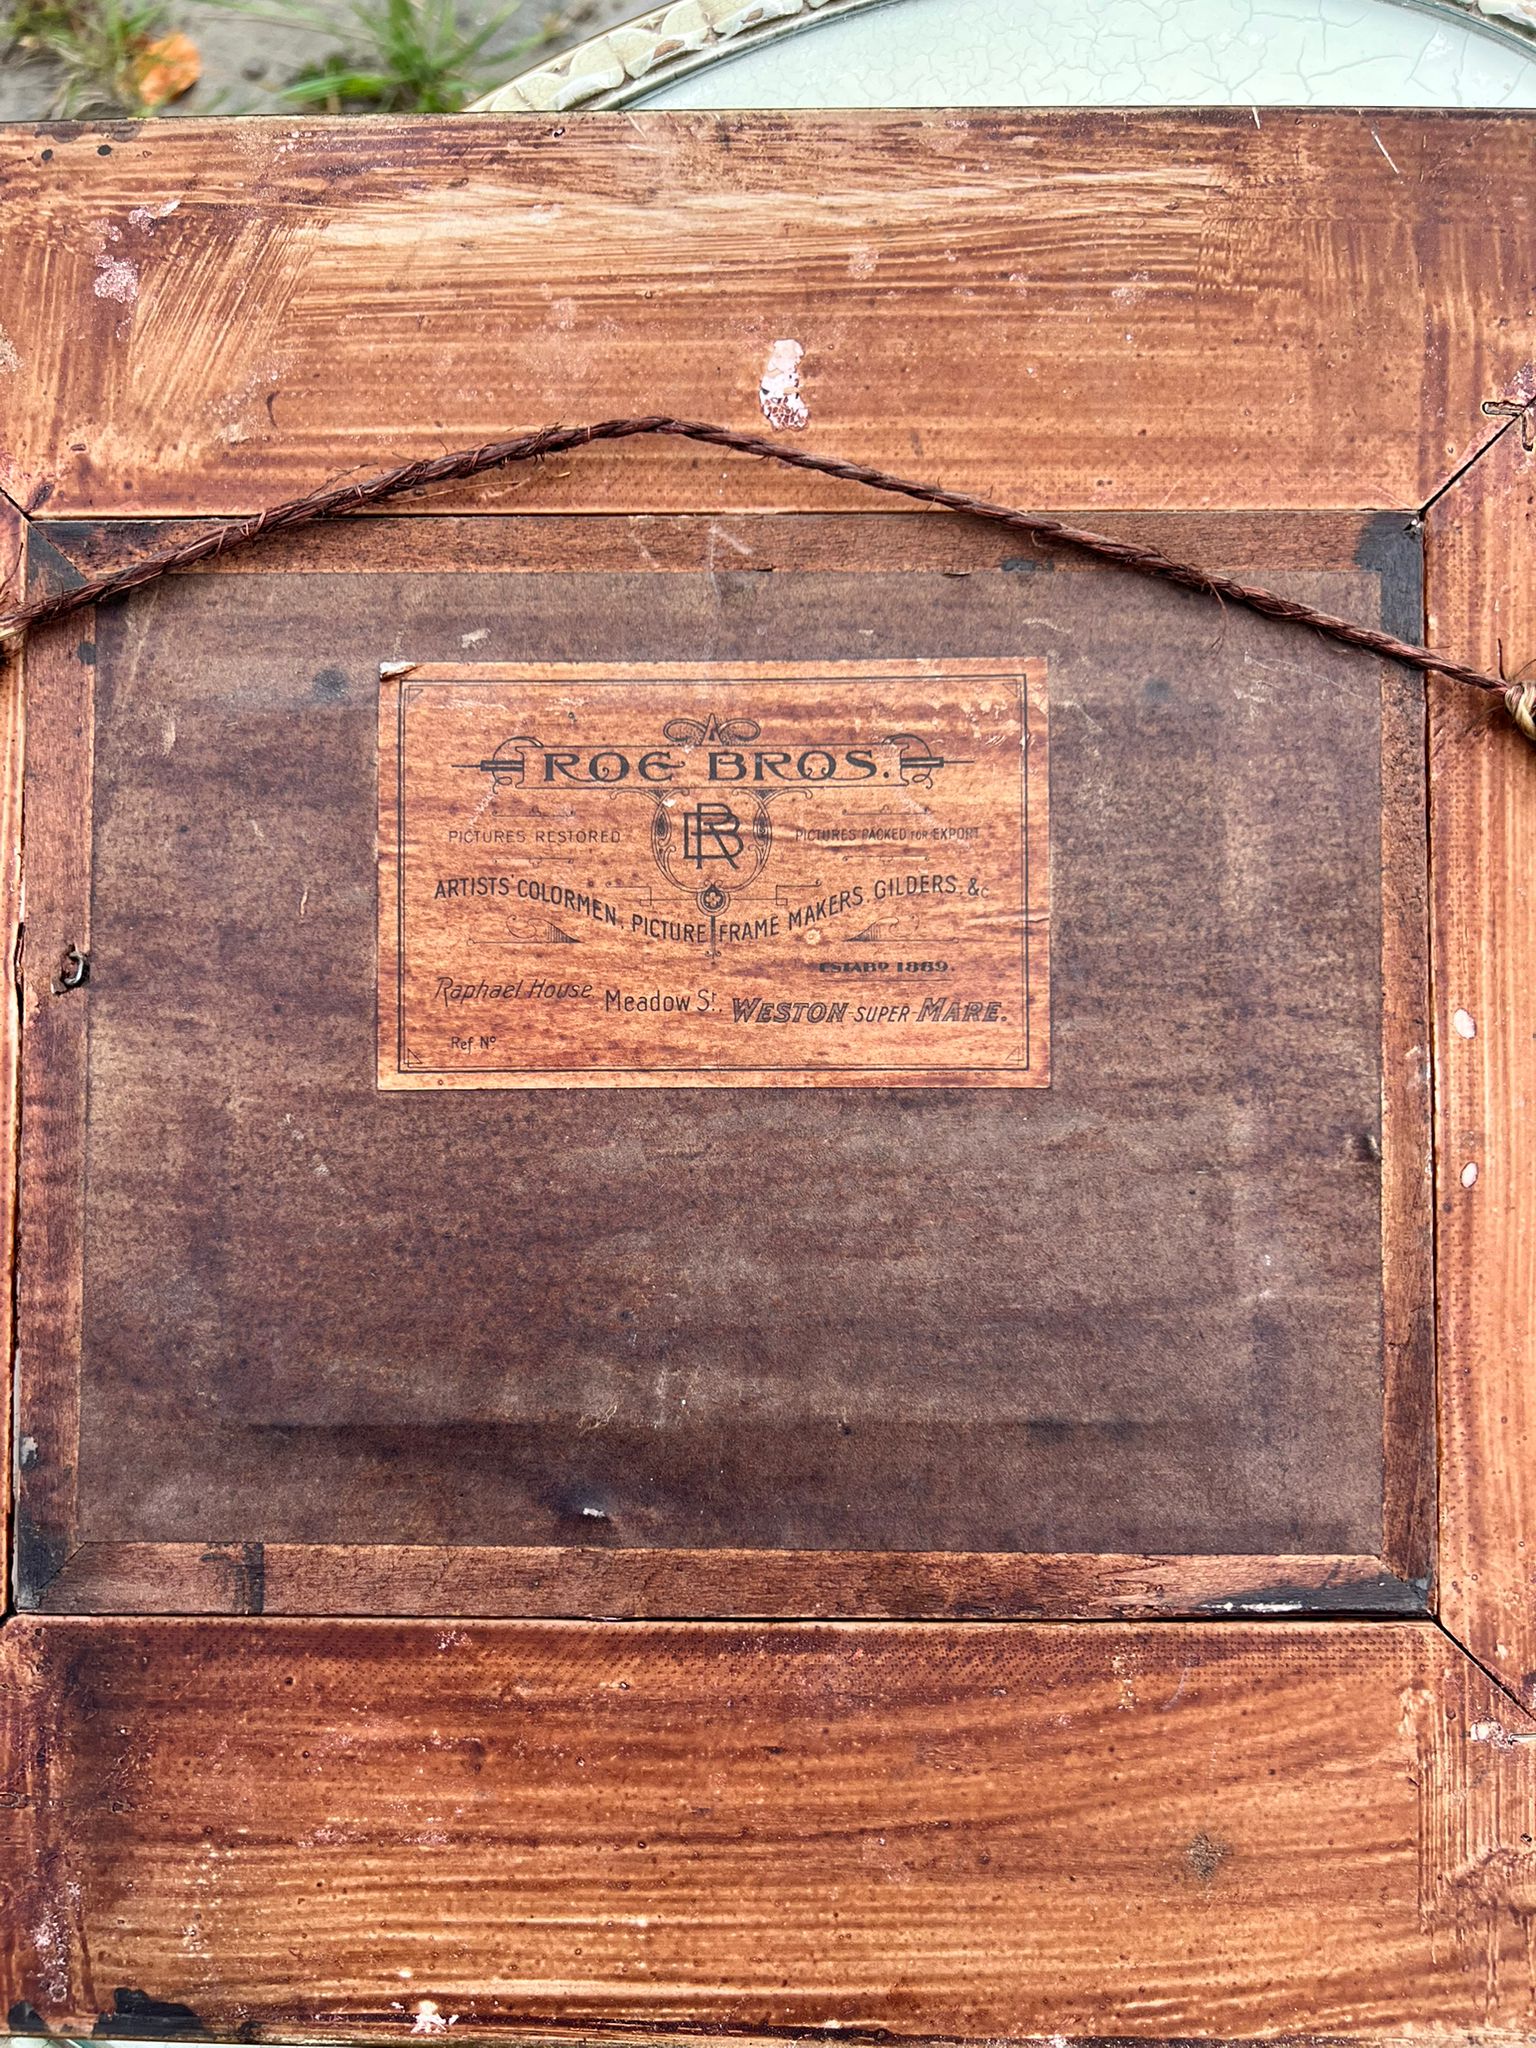 ROE BROS.
RB
PICTURES RESTORED
PICTURES PACKED FOR EXPORT
ARTISTS' COLORMEN, PICTURE FRAME MAKERS, GILDERS, &c
ESTABD 1869.
Raphael House, Meadow St., WESTON-SUPER-MARE.
Ref. No